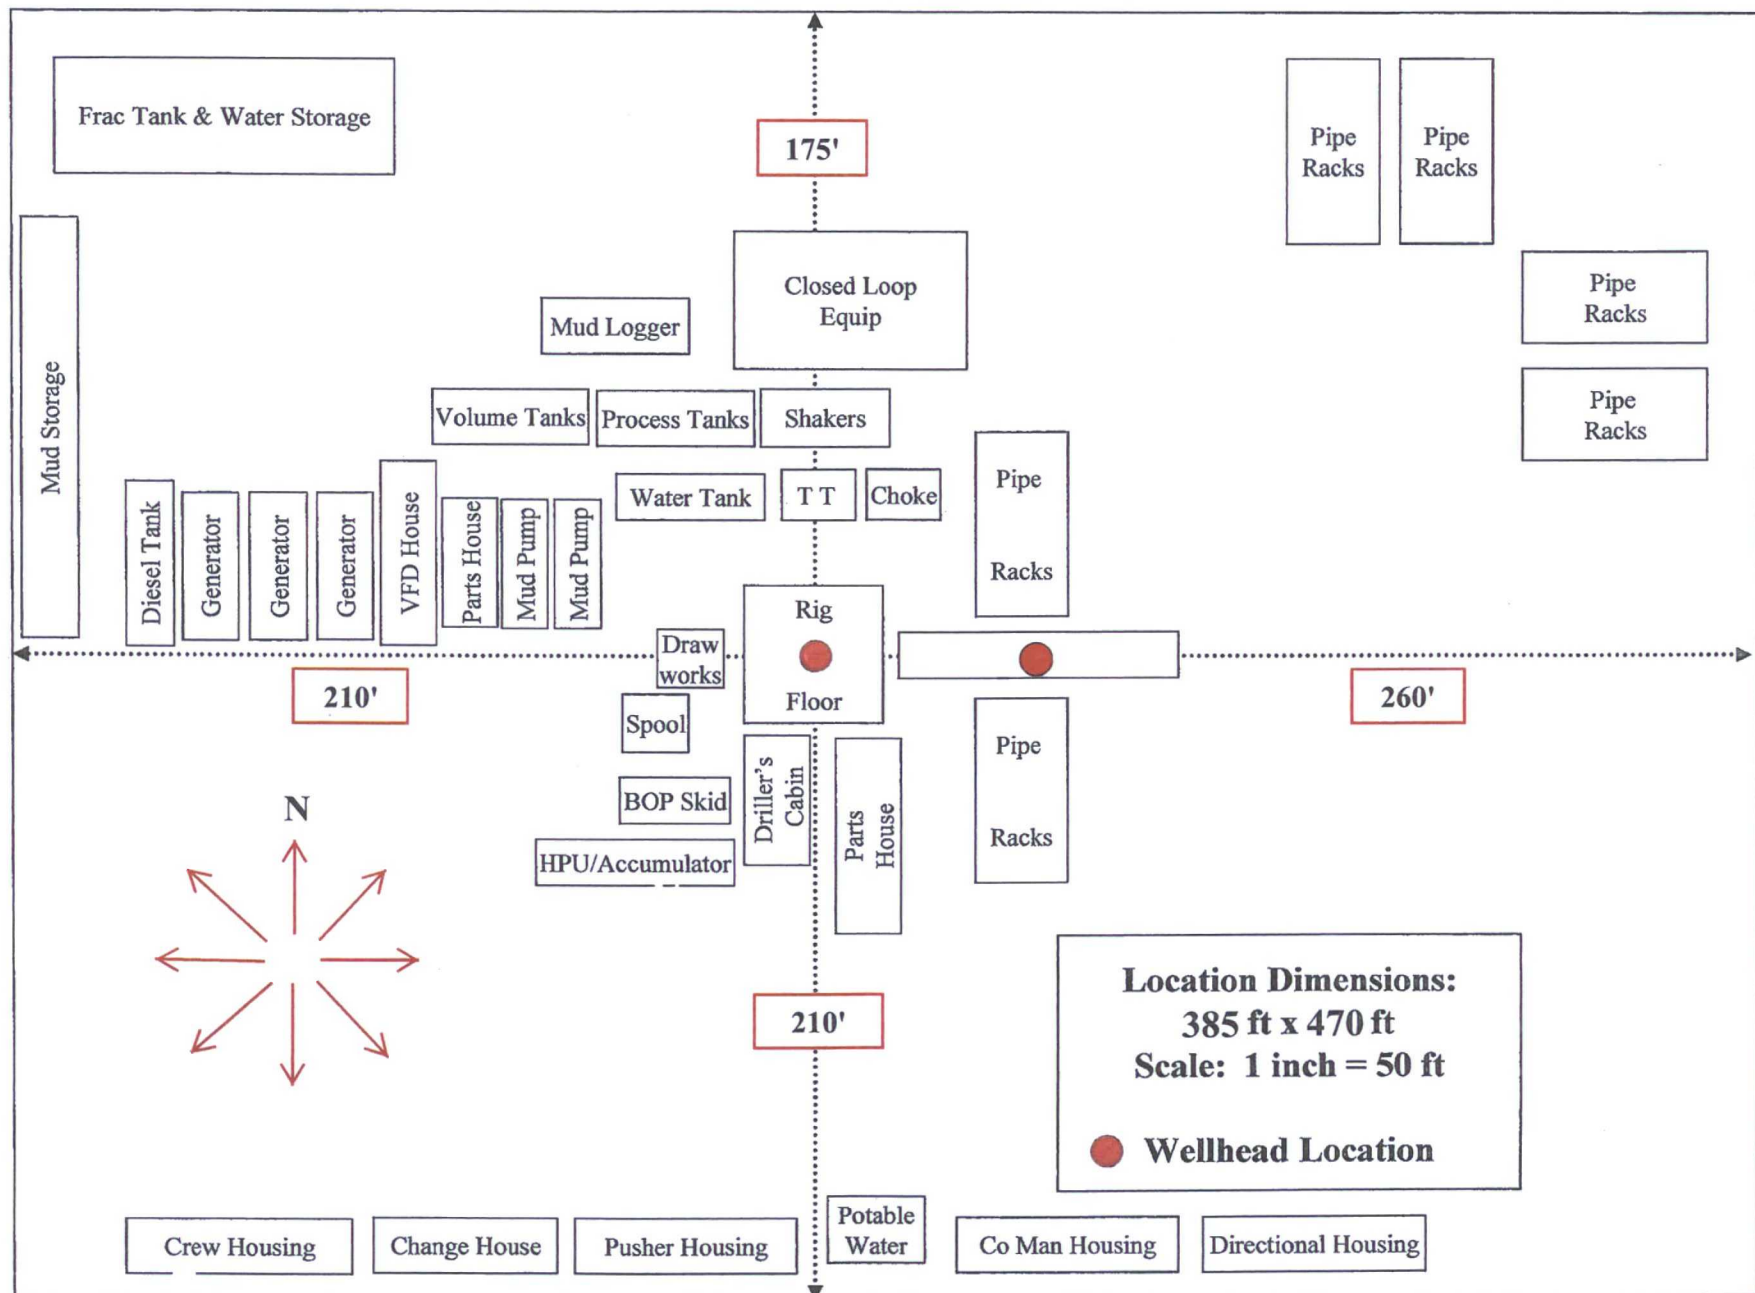 Frac Tank & Water Storage
175'
Pipe
Racks
Pipe
Racks
Closed Loop
Equip
Pipe
Racks
Mud Logger
Pipe
Racks
Mud Storage
Volume Tanks
Process Tanks
Shakers
Diesel Tank
Generator
Generator
Generator
VFD House
Parts House
Mud Pump
Mud Pump
Water Tank
T T
Choke
Pipe
Racks
Rig
Floor
Draw
works
210'
260'
Spool
BOP Skid
HPU/Accumulator
Driller's
Cabin
Parts
House
Pipe
Racks
N
210'
Location Dimensions:
385 ft x 470 ft
Scale: 1 inch = 50 ft
Wellhead Location
Crew Housing
Change House
Pusher Housing
Potable
Water
Co Man Housing
Directional Housing